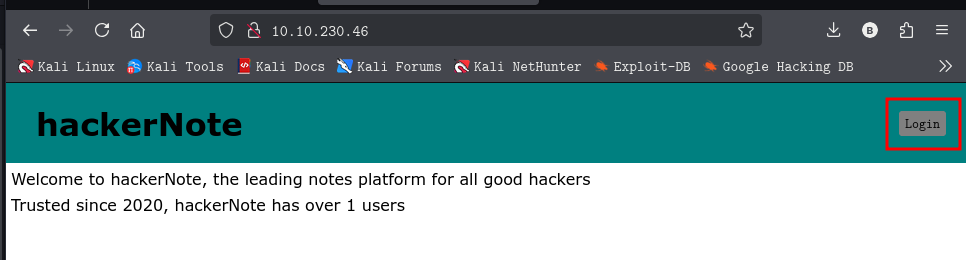 10.10.230.46
B
Kali Linux Kali Tools Kali Docs Kali Forums Kali NetHunter Exploit-DB Google Hacking DB
hackerNote
Login
Welcome to hackerNote, the leading notes platform for all good hackers
Trusted since 2020, hackerNote has over 1 users